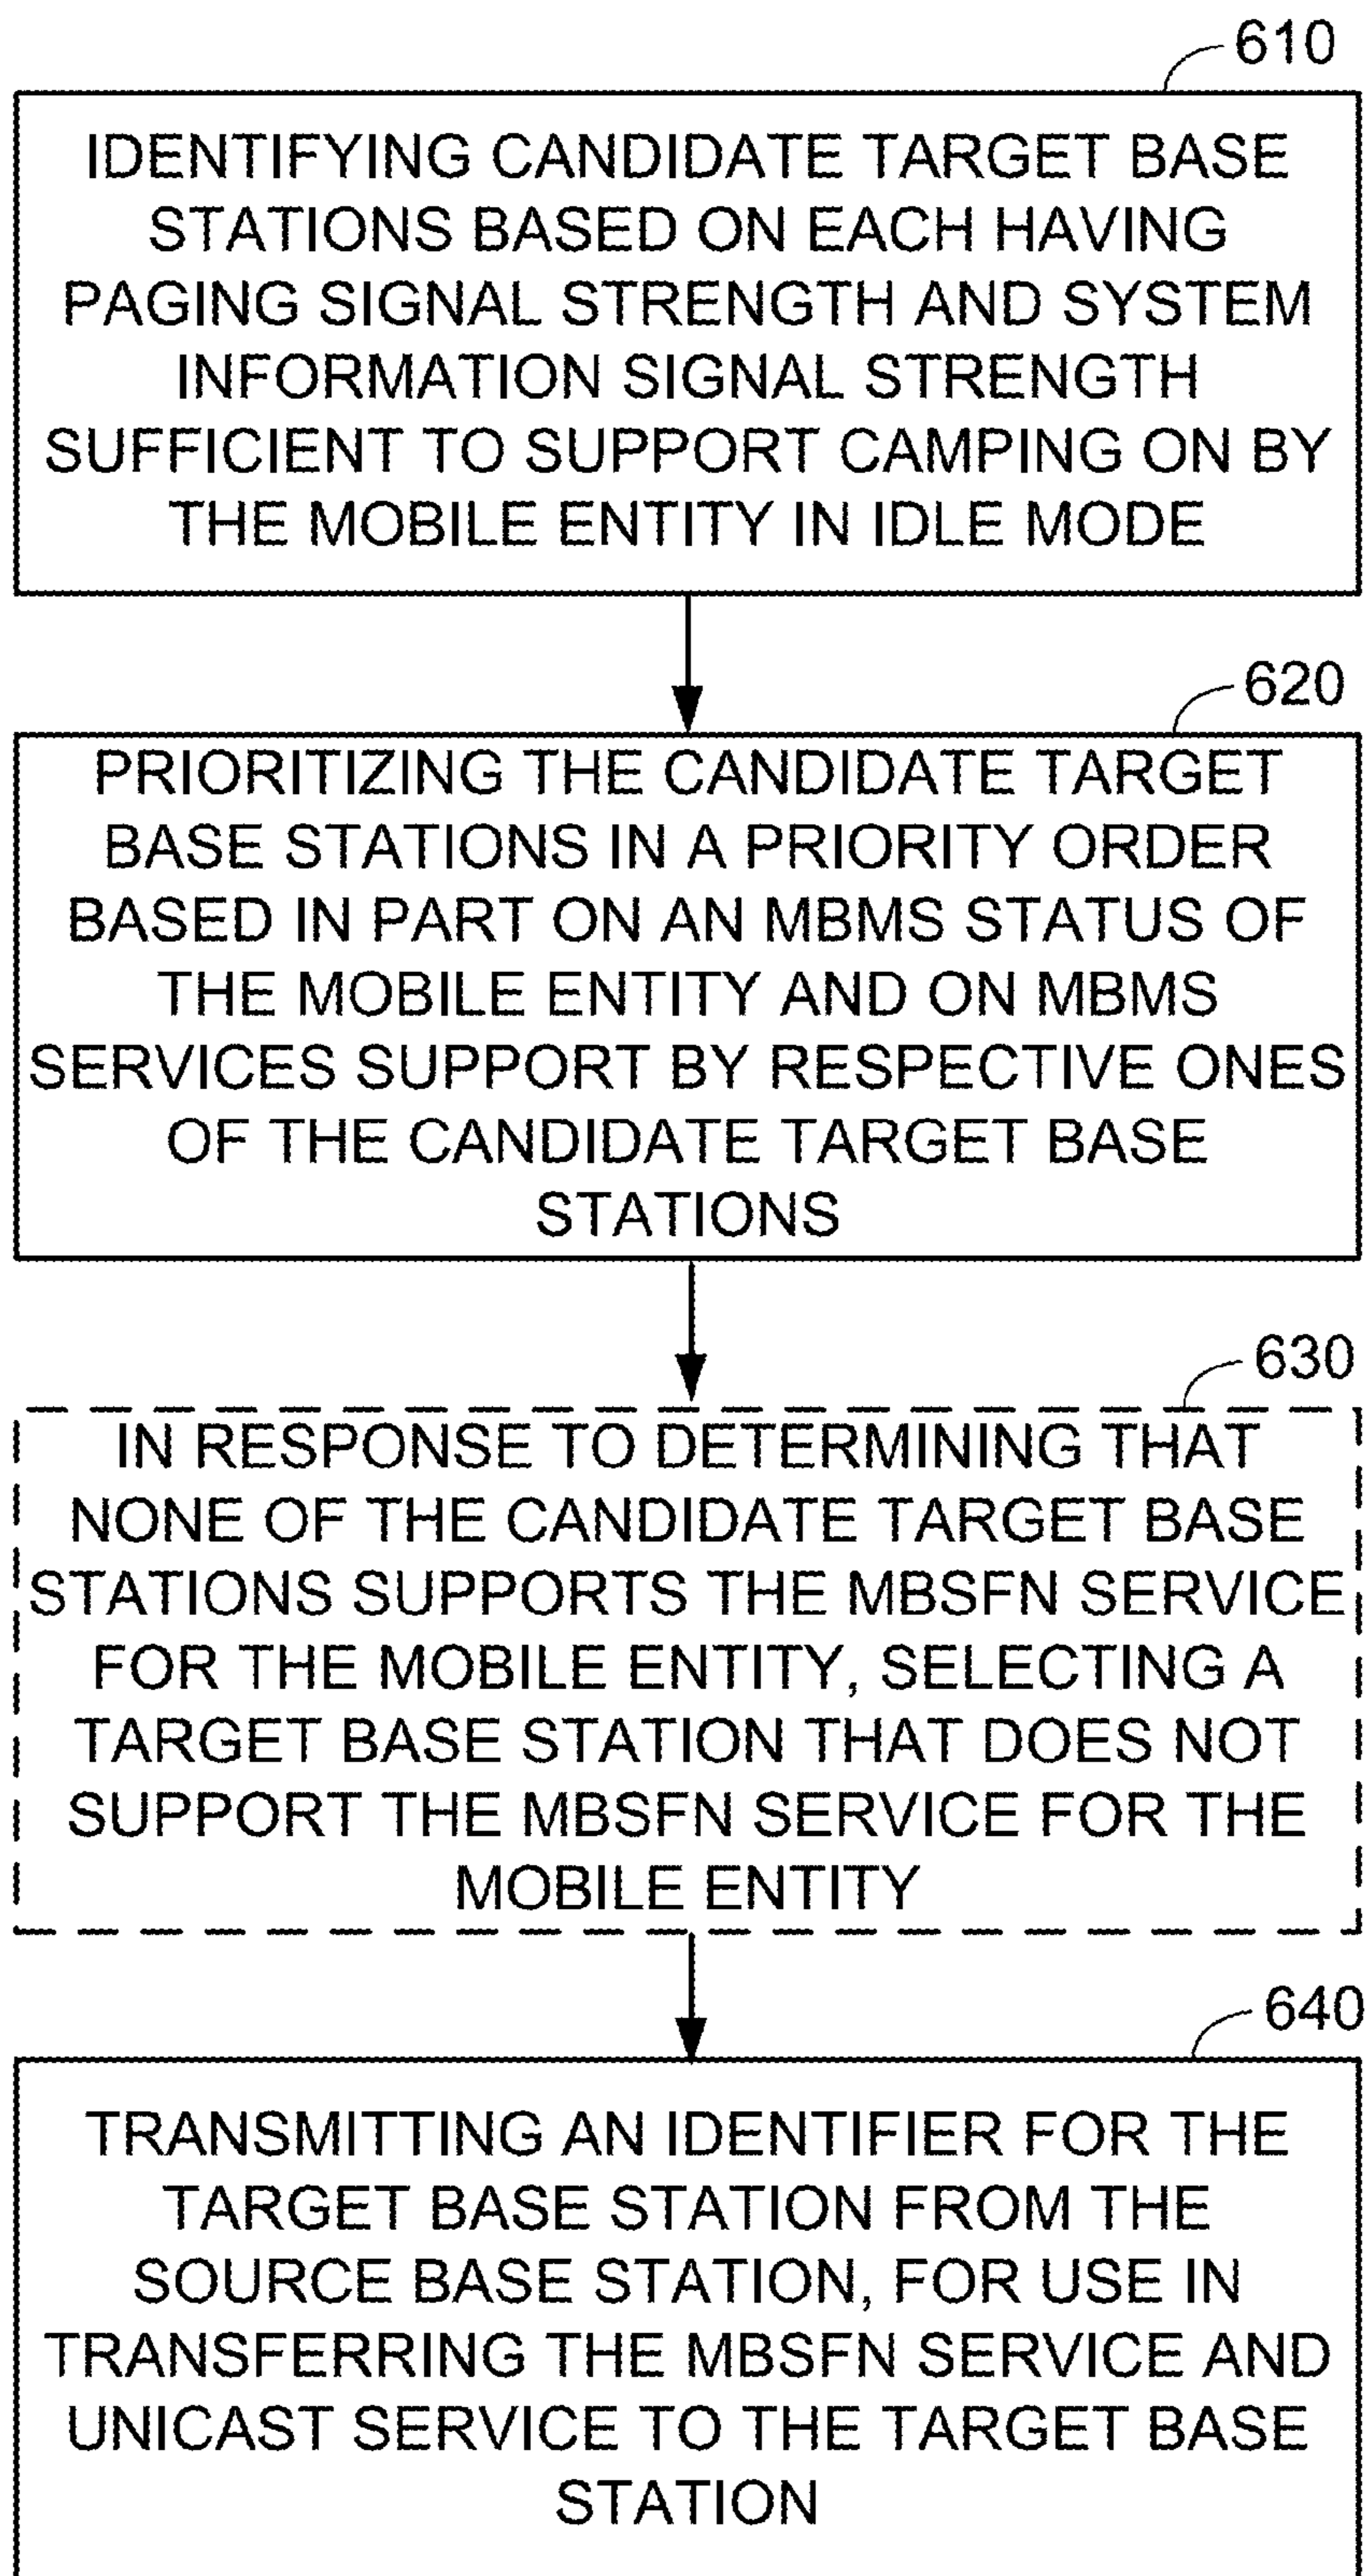 610
IDENTIFYING CANDIDATE TARGET BASE
STATIONS BASED ON EACH HAVING
PAGING SIGNAL STRENGTH AND SYSTEM
INFORMATION SIGNAL STRENGTH
SUFFICIENT TO SUPPORT CAMPING ON BY
THE MOBILE ENTITY IN IDLE MODE
620
PRIORITIZING THE CANDIDATE TARGET
BASE STATIONS IN A PRIORITY ORDER
BASED IN PART ON AN MBMS STATUS OF
THE MOBILE ENTITY AND ON MBMS
SERVICES SUPPORT BY RESPECTIVE ONES
OF THE CANDIDATE TARGET BASE
STATIONS
630
IN RESPONSE TO DETERMINING THAT
NONE OF THE CANDIDATE TARGET BASE
STATIONS SUPPORTS THE MBSFN SERVICE
FOR THE MOBILE ENTITY, SELECTING A
TARGET BASE STATION THAT DOES NOT
SUPPORT THE MBSFN SERVICE FOR THE
MOBILE ENTITY
640
TRANSMITTING AN IDENTIFIER FOR THE
TARGET BASE STATION FROM THE
SOURCE BASE STATION, FOR USE IN
TRANSFERRING THE MBSFN SERVICE AND
UNICAST SERVICE TO THE TARGET BASE
STATION